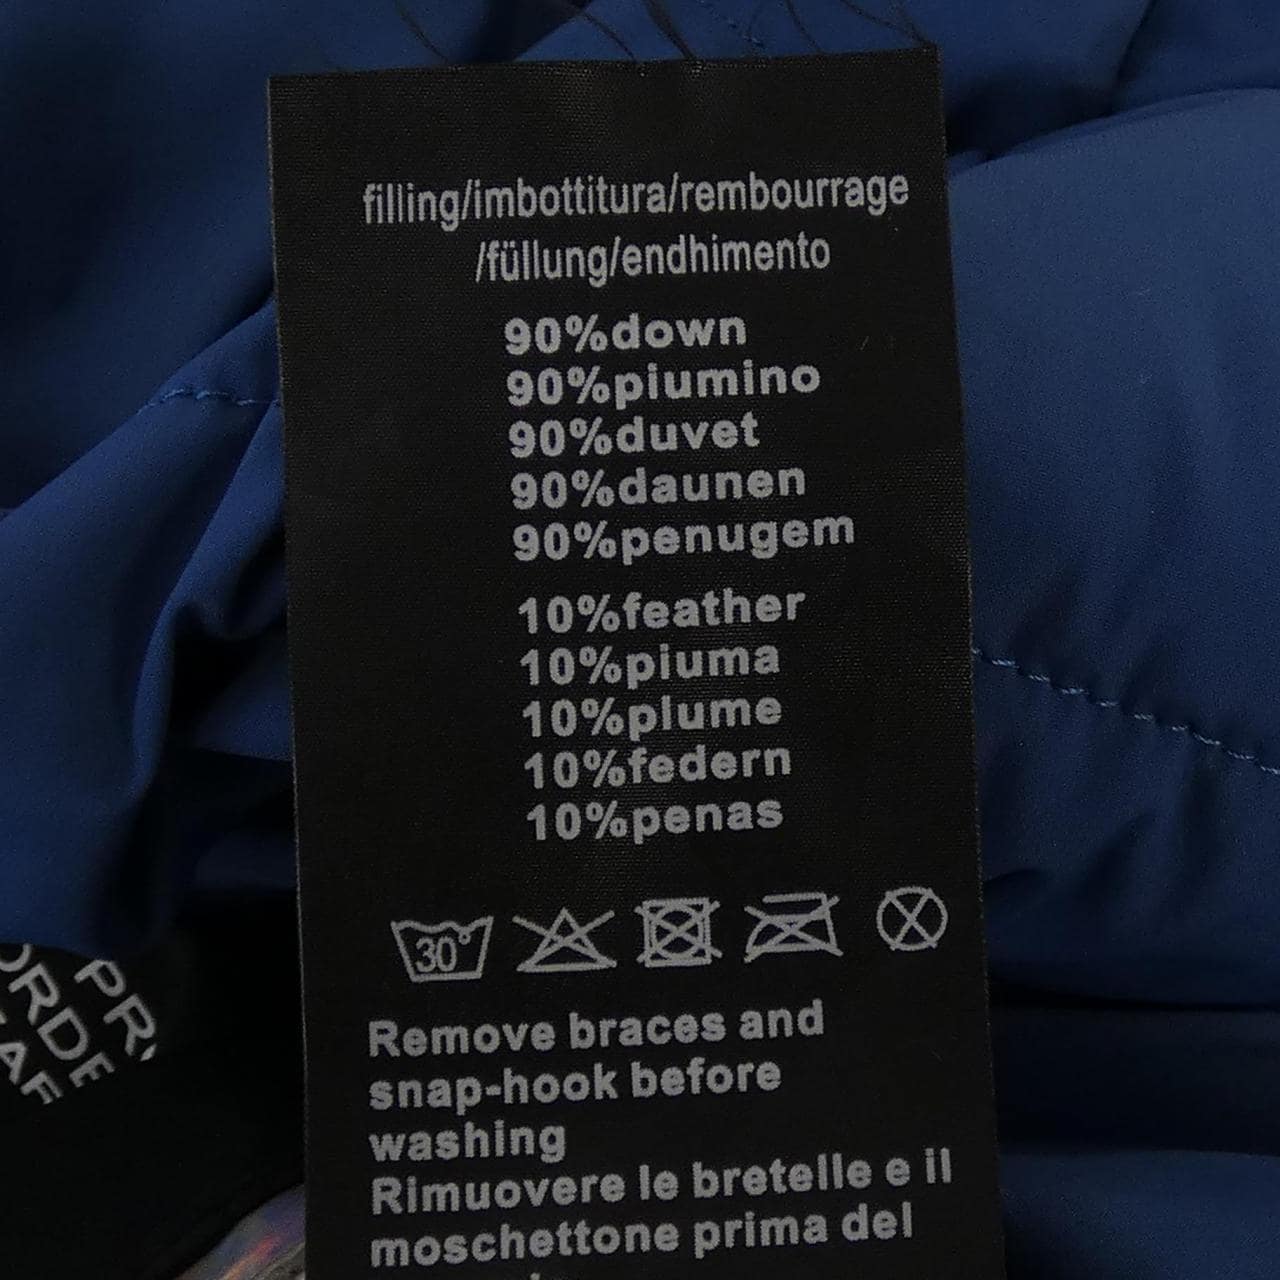 filling/imbottitura/rembourrage
/füllung/endhimento
90%down
90%piumino
90%duvet
90%daunen
90%penugem
10%feather
10%piuma
10%plume
10%federn
10%penas
30°
Remove braces and
snap-hook before
washing
Rimuovere le bretelle e il
moschettone prima del